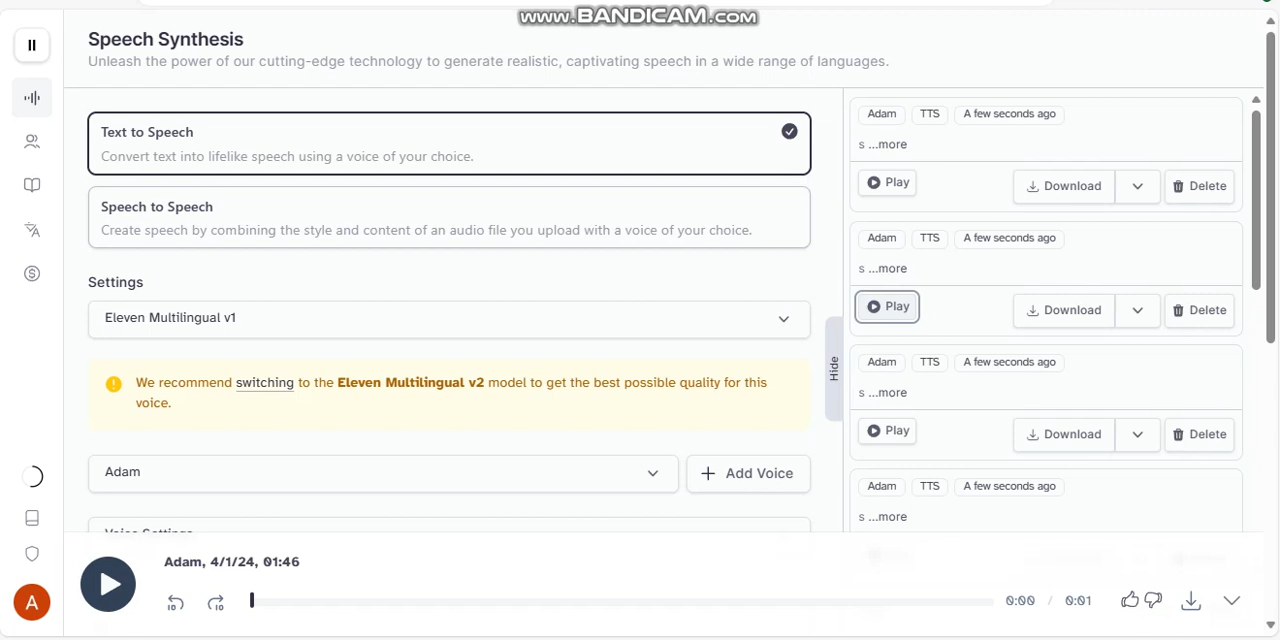 www.BANDICAM.com
Speech Synthesis
Unleash the power of our cutting-edge technology to generate realistic, captivating speech in a wide range of languages.
Text to Speech
Convert text into lifelike speech using a voice of your choice.
Speech to Speech
Create speech by combining the style and content of an audio file you upload with a voice of your choice.
Settings
Eleven Multilingual v1
We recommend switching to the Eleven Multilingual v2 model to get the best possible quality for this
voice.
Adam
Add Voice
Voice Settings
Hide
Adam TTS A few seconds ago
s ...more
Play Download Delete
Adam TTS A few seconds ago
s ...more
Play Download Delete
Adam TTS A few seconds ago
s ...more
Play Download Delete
Adam TTS A few seconds ago
s ...more
A
Adam, 4/1/24, 01:46
10 10 0:00 / 0:01